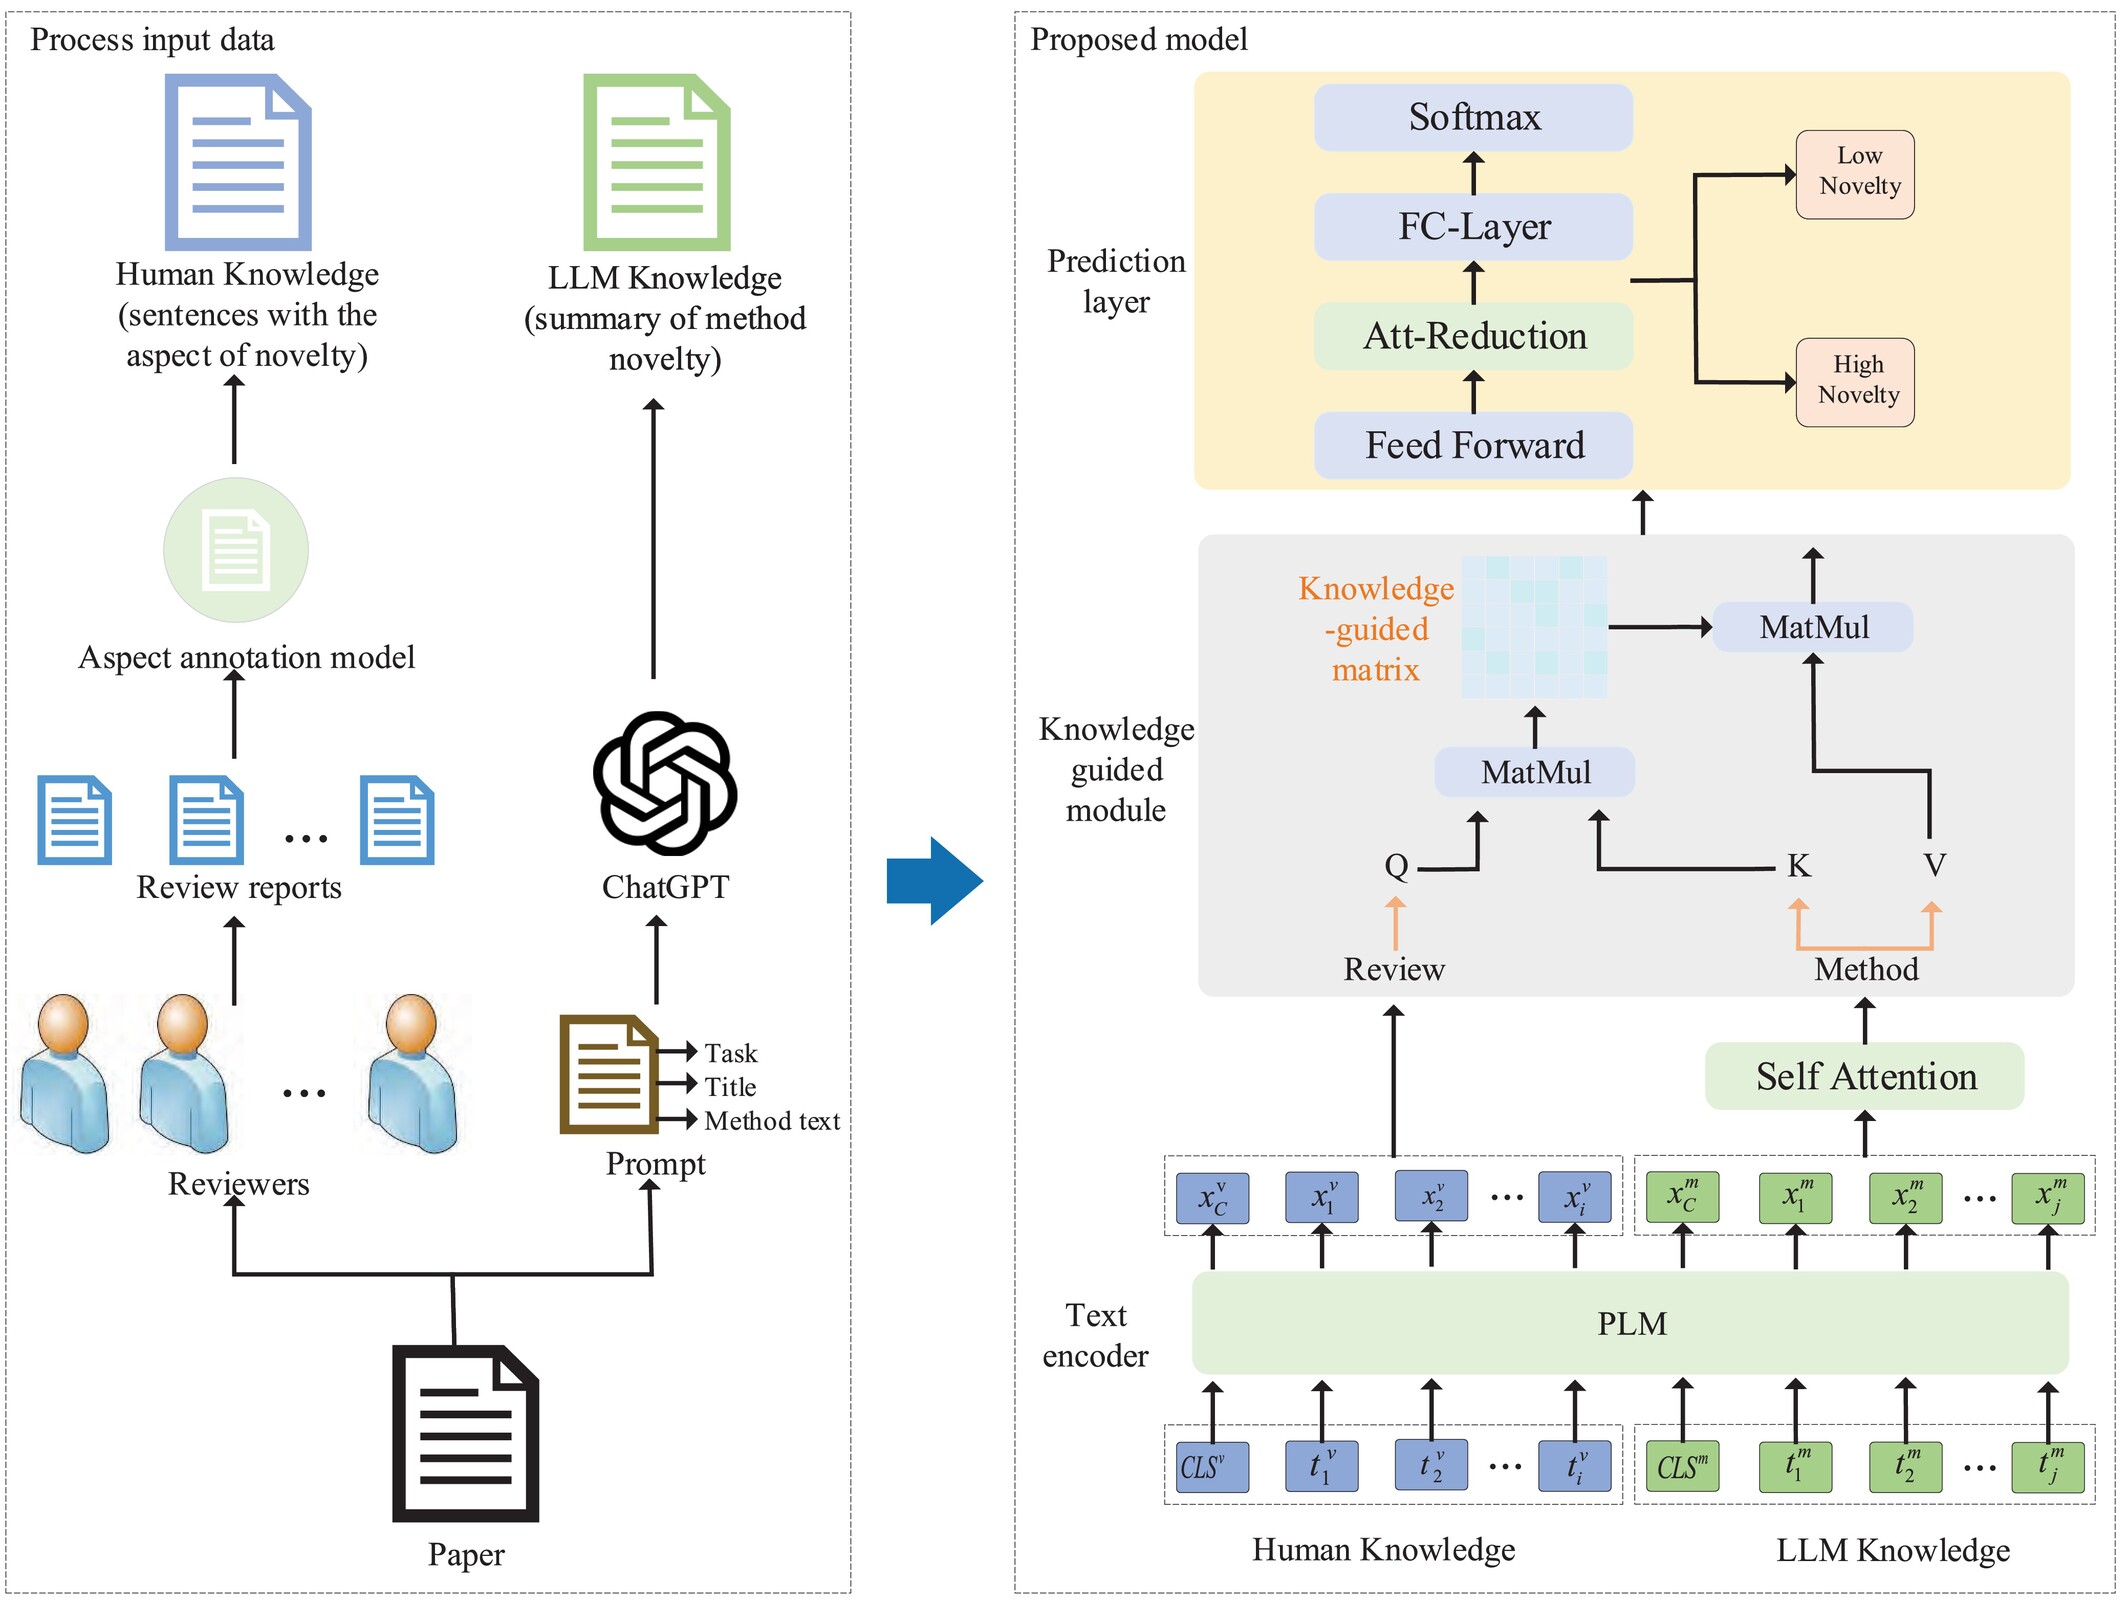 Process input data
Human Knowledge
(sentences with the
aspect of novelty)
LLM Knowledge
(summary of method
novelty)
Aspect annotation model
Review reports
...
ChatGPT
...
Reviewers
Task
Title
Method text
Prompt
Paper
Proposed model
Prediction
layer
Softmax
FC-Layer
Att-Reduction
Feed Forward
Low
Novelty
High
Novelty
Knowledge
guided
module
Knowledge
-guided
matrix
MatMul
MatMul
Q
K
V
Review
Method
Self Attention
x_C^v x_1^v x_2^v ... x_i^v
x_C^m x_1^m x_2^m ... x_j^m
Text
encoder
PLM
CLS^v t_1^v t_2^v ... t_i^v
CLS^m t_1^m t_2^m ... t_j^m
Human Knowledge
LLM Knowledge